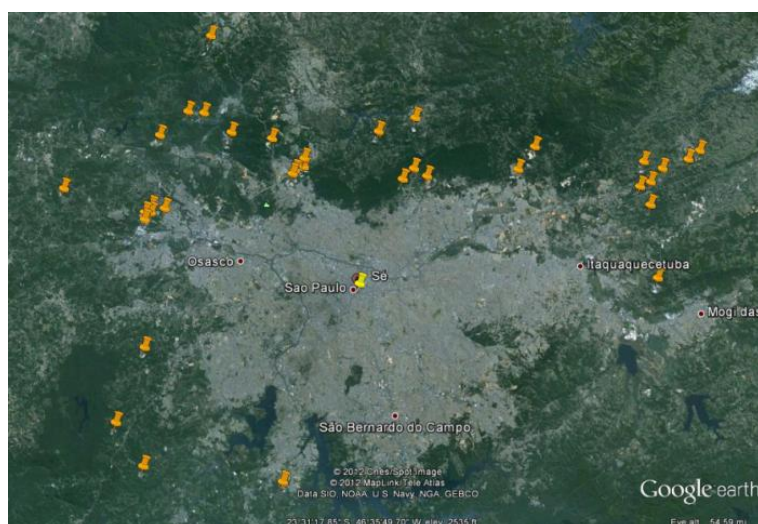 Osasco
Itaquaquecetuba
Sé
Sao Paulo
Mogi das
São Bernardo do Campo
© 2012 Cnes/Spot Image
© 2012 MapLink/Tele Atlas
Data SIO, NOAA, U.S. Navy, NGA, GEBCO
Google earth